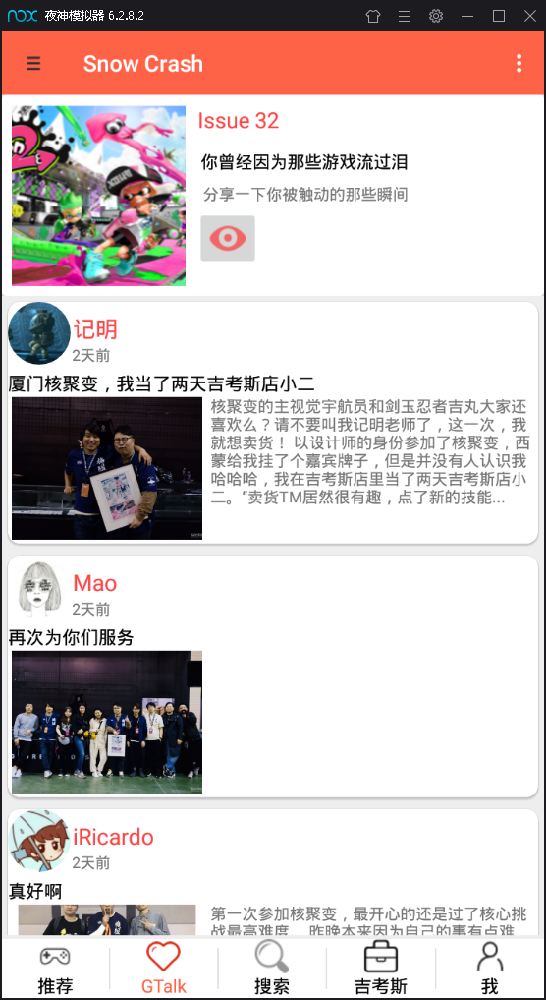 nox 夜神模拟器 6.2.8.2
Snow Crash
Issue 32
你曾经因为那些游戏流过泪
分享一下你被触动的那些瞬间
记明
2天前
厦门核聚变，我当了两天吉考斯店小二
核聚变的主视觉宇航员和剑玉忍者吉丸大家还
喜欢么？请不要叫我记明老师了，这一次，我
就想卖货！ 以设计师的身份参加了核聚变，西
蒙给我挂了个嘉宾牌子，但是并没有人认识我
哈哈哈，我在吉考斯店里当了两天吉考斯店小
二。“卖货TM居然很有趣，点了新的技能...
Mao
2天前
再次为你们服务
iRicardo
2天前
真好啊
第一次参加核聚变，最开心的还是过了核心挑
战最高难度，昨晚本来因为自己的事有点难
推荐
GTalk
搜索
吉考斯
我